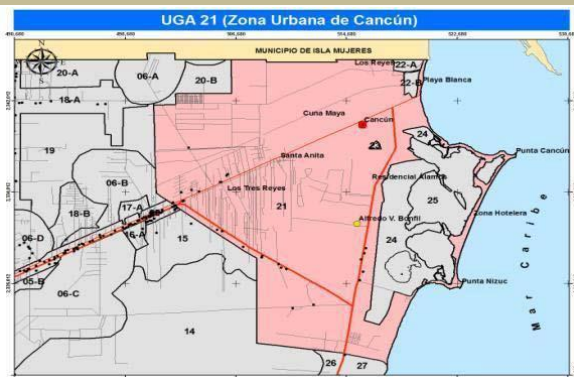 UGA 21 (Zona Urbana de Cancún)
MUNICIPIO DE ISLA MUJERES
Los Reyes
22-A
20-A
06-A
20-B
22-B
Playa Blanca
18-A
Cuna Maya
Cancún
24
19
Santa Anita
Punta Cancún
06-B
Residencial Alamos
Los Tres Reyes
17-A
21
25
Zona Hotelera
18-B
16-A
Alfredo V. Bonfil
06-D
15
24
05-B
06-C
Punta Nizuc
Mar Caribe
14
26
27